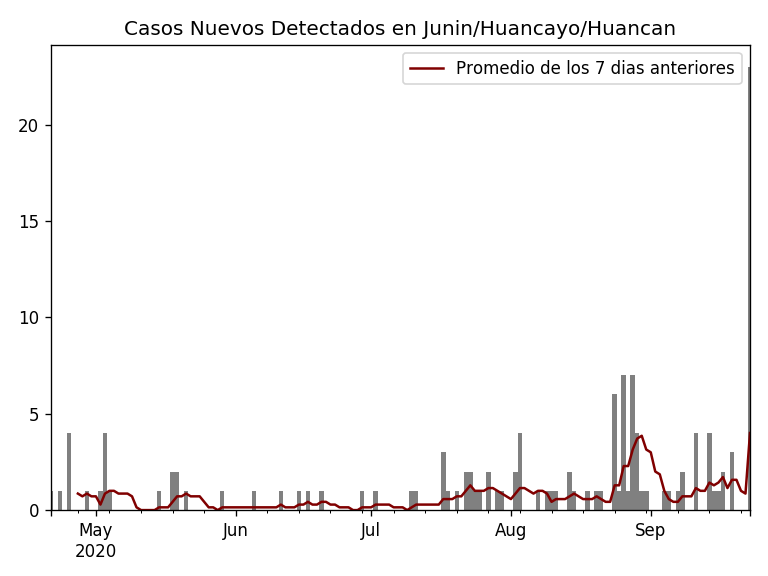 Casos Nuevos Detectados en Junin/Huancayo/Huancan
Promedio de los 7 dias anteriores
20
15
10
5
0
May
2020
Jun
Jul
Aug
Sep